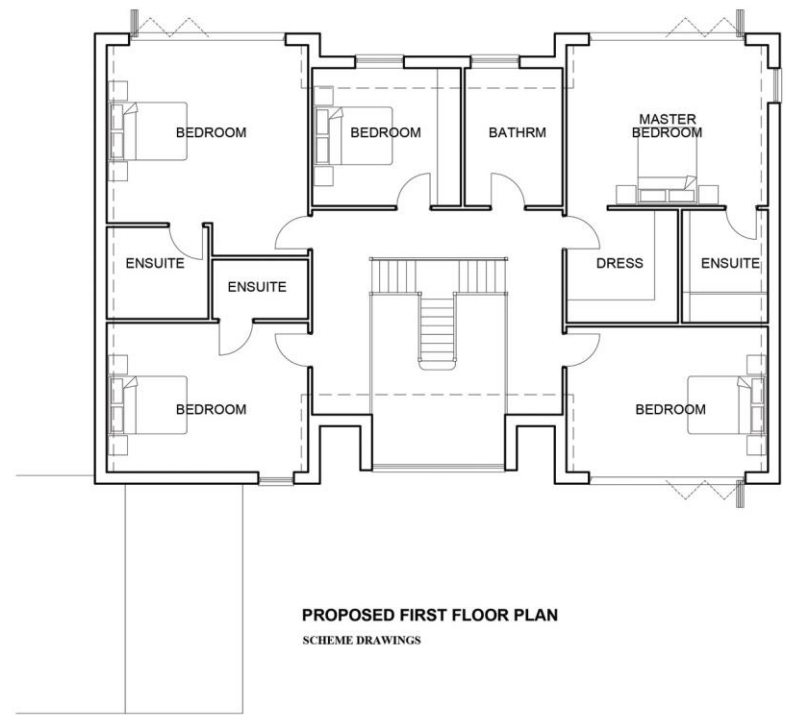 BEDROOM
BEDROOM
BATHRM
MASTER
BEDROOM
ENSUITE
ENSUITE
DRESS
ENSUITE
BEDROOM
BEDROOM
PROPOSED FIRST FLOOR PLAN
SCHEME DRAWINGS